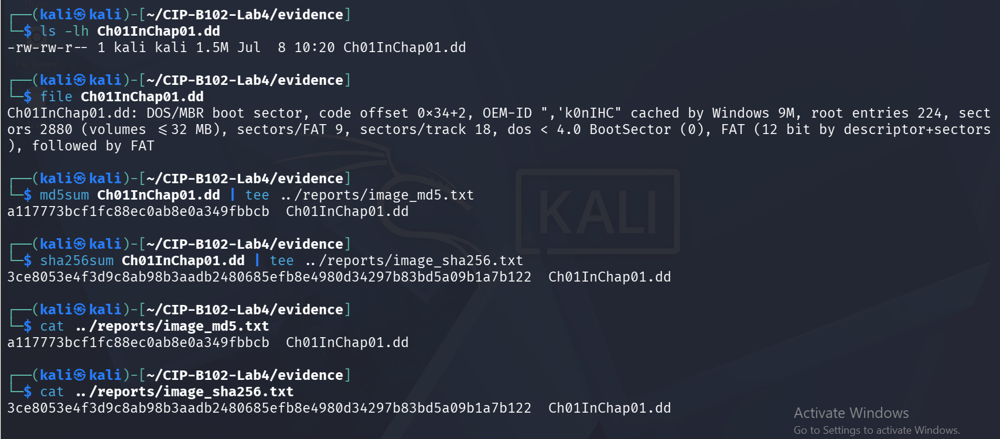 ┌──(kali㉿kali)-[~/CIP-B102-Lab4/evidence]
└─$ ls -lh Ch01InChap01.dd
-rw-rw-r-- 1 kali kali 1.5M Jul  8 10:20 Ch01InChap01.dd
File System
┌──(kali㉿kali)-[~/CIP-B102-Lab4/evidence]
└─$ file Ch01InChap01.dd
Ch01InChap01.dd: DOS/MBR boot sector, code offset 0×34+2, OEM-ID ",'k0nIHC" cached by Windows 9M, root entries 224, sect
ors 2880 (volumes ≤32 MB), sectors/FAT 9, sectors/track 18, dos < 4.0 BootSector (0), FAT (12 bit by descriptor+sectors
), followed by FAT
┌──(kali㉿kali)-[~/CIP-B102-Lab4/evidence]
└─$ md5sum Ch01InChap01.dd | tee ../reports/image_md5.txt
a117773bcf1fc88ec0ab8e0a349fbbcb  Ch01InChap01.dd
KALI
┌──(kali㉿kali)-[~/CIP-B102-Lab4/evidence]
└─$ sha256sum Ch01InChap01.dd | tee ../reports/image_sha256.txt
3ce8053e4f3d9c8ab98b3aadb2480685efb8e4980d34297b83bd5a09b1a7b122  Ch01InChap01.dd
┌──(kali㉿kali)-[~/CIP-B102-Lab4/evidence]
└─$ cat ../reports/image_md5.txt
a117773bcf1fc88ec0ab8e0a349fbbcb  Ch01InChap01.dd
┌──(kali㉿kali)-[~/CIP-B102-Lab4/evidence]
└─$ cat ../reports/image_sha256.txt
3ce8053e4f3d9c8ab98b3aadb2480685efb8e4980d34297b83bd5a09b1a7b122  Ch01InChap01.dd
Activate Windows
Go to Settings to activate Windows.